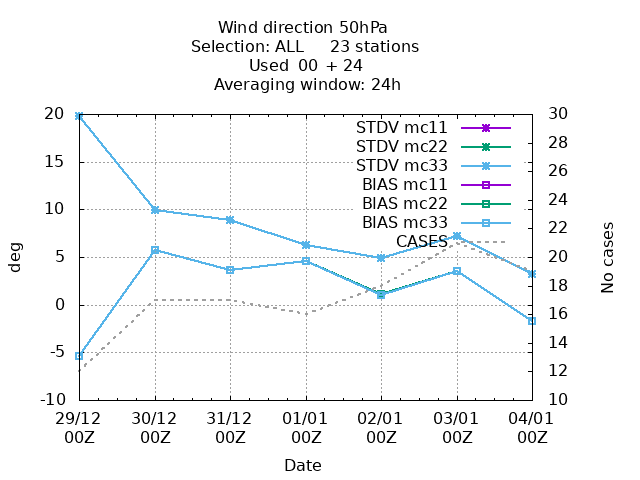 Wind direction 50hPa
Selection: ALL 23 stations
Used 00 + 24
Averaging window: 24h
STDV mc11
STDV mc22
STDV mc33
BIAS mc11
BIAS mc22
BIAS mc33
CASES
deg
20
15
10
5
0
-5
-10
No cases
30
28
26
24
22
20
18
16
14
12
10
29/12 30/12 31/12 01/01 02/01 03/01 04/01
00Z 00Z 00Z 00Z 00Z 00Z 00Z
Date